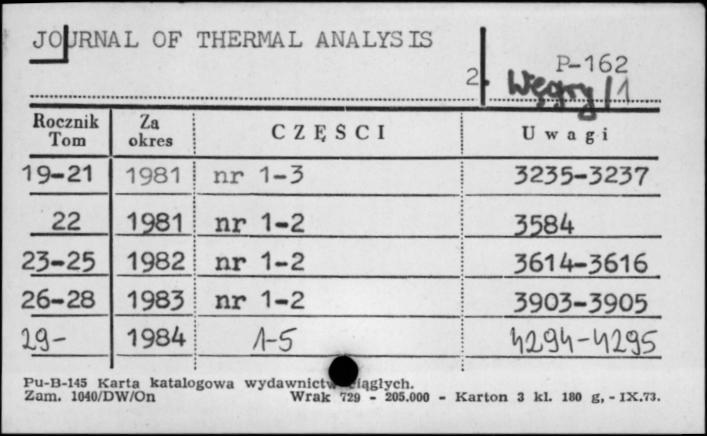 JOURNAL OF THERMAL ANALYSIS
P-162
2. Węgry/1
Rocznik Tom Za okres CZĘŚCI Uwagi
19-21 1981 nr 1-3 3235-3237
22 1981 nr 1-2 3584
23-25 1982 nr 1-2 3614-3616
26-28 1983 nr 1-2 3903-3905
29- 1984 1-5 4294-4295
Pu-B-145 Karta katalogowa wydawnictw ciągłych.
Zam. 1040/DW/On Wrak 729 - 205.000 - Karton 3 kl. 180 g, - IX.73.